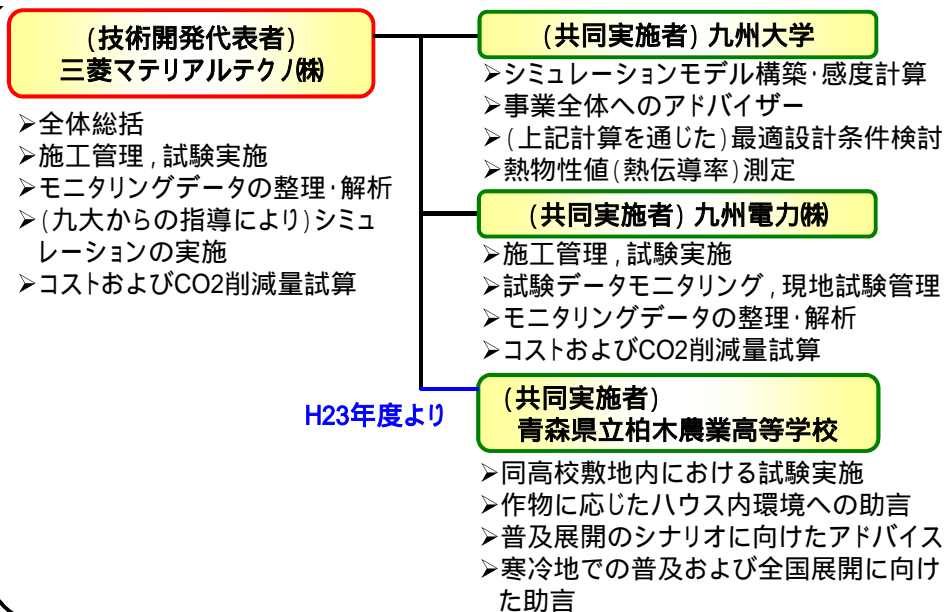 (技術開発代表者)
三菱マテリアルテクノ㈱
➢全体総括
➢施工管理,試験実施
➢モニタリングデータの整理・解析
➢(九大からの指導により)シミュ
レーションの実施
➢コストおよびCO2削減量試算
(共同実施者) 九州大学
➢シミュレーションモデル構築・感度計算
➢事業全体へのアドバイザー
➢(上記計算を通じた)最適設計条件検討
➢熱物性値(熱伝導率)測定
(共同実施者) 九州電力㈱
➢施工管理,試験実施
➢試験データモニタリング,現地試験管理
➢モニタリングデータの整理・解析
➢コストおよびCO2削減量試算
H23年度より
(共同実施者)
青森県立柏木農業高等学校
➢同高校敷地内における試験実施
➢作物に応じたハウス内環境への助言
➢普及展開のシナリオに向けたアドバイス
➢寒冷地での普及および全国展開に向け
た助言